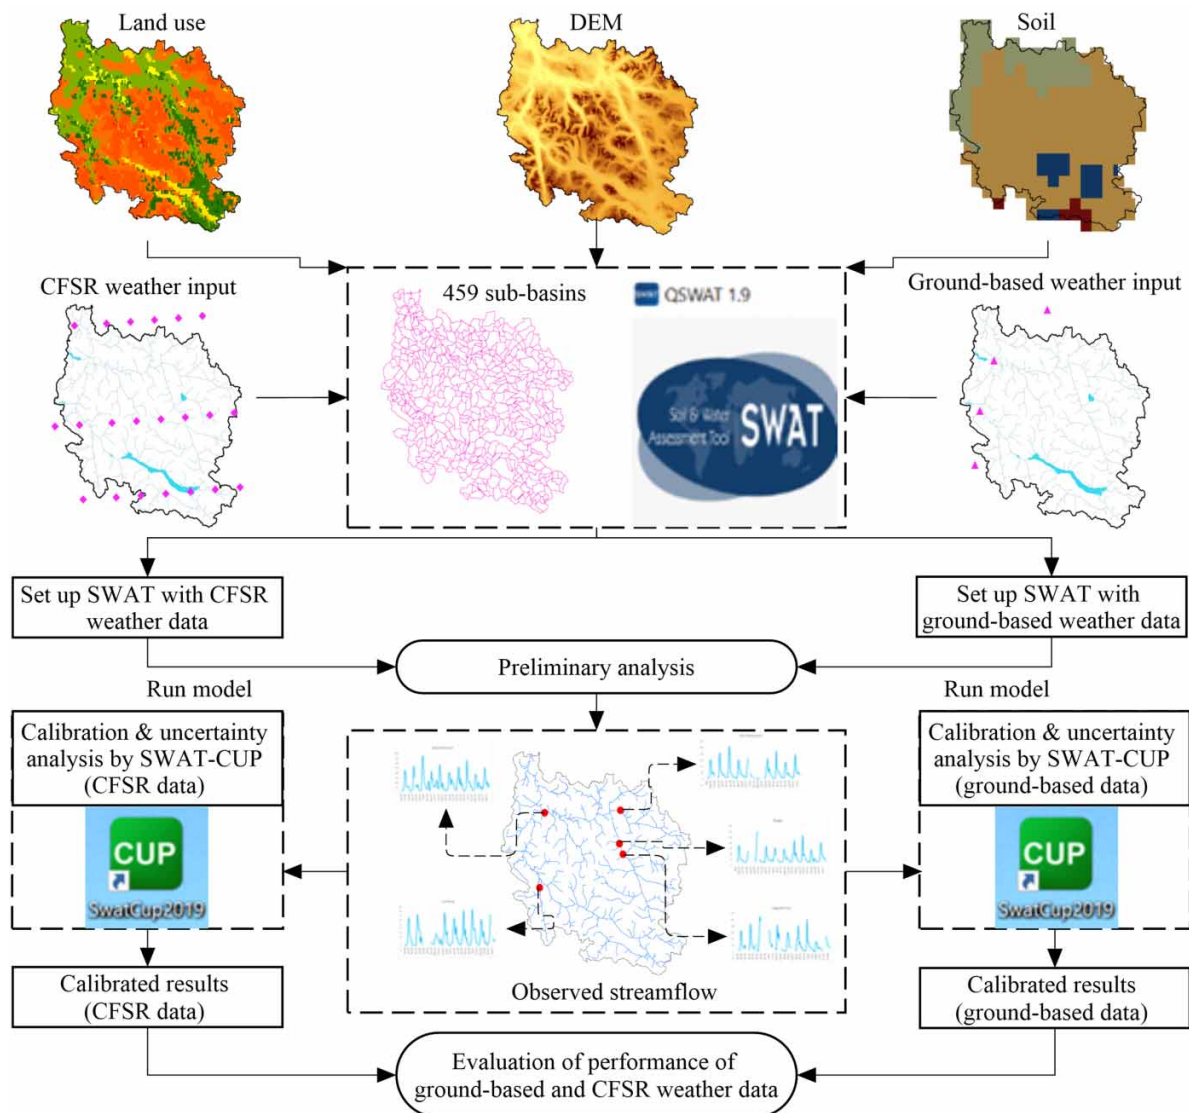 Land use
DEM
Soil
CFSR weather input
459 sub-basins
QSWAT 1.9
Ground-based weather input
Soil & Water
Assessment Tool
SWAT
Set up SWAT with CFSR
weather data
Set up SWAT with
ground-based weather data
Preliminary analysis
Run model
Run model
Calibration & uncertainty
analysis by SWAT-CUP
(CFSR data)
Calibration & uncertainty
analysis by SWAT-CUP
(ground-based data)
CUP
SwatCup2019
CUP
SwatCup2019
Observed streamflow
Calibrated results
(CFSR data)
Calibrated results
(ground-based data)
Evaluation of performance of
ground-based and CFSR weather data